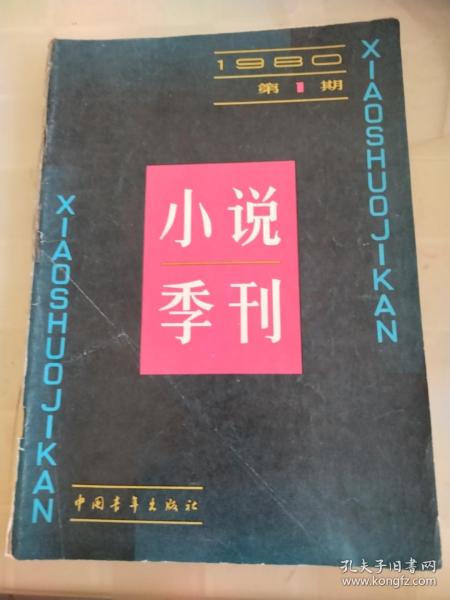 1980
第1期
XIAOSHUOJIKAN
小说
季刊
XIAOSHUOJIKAN
中国青年出版社
孔夫子旧书网
www.kongfz.com